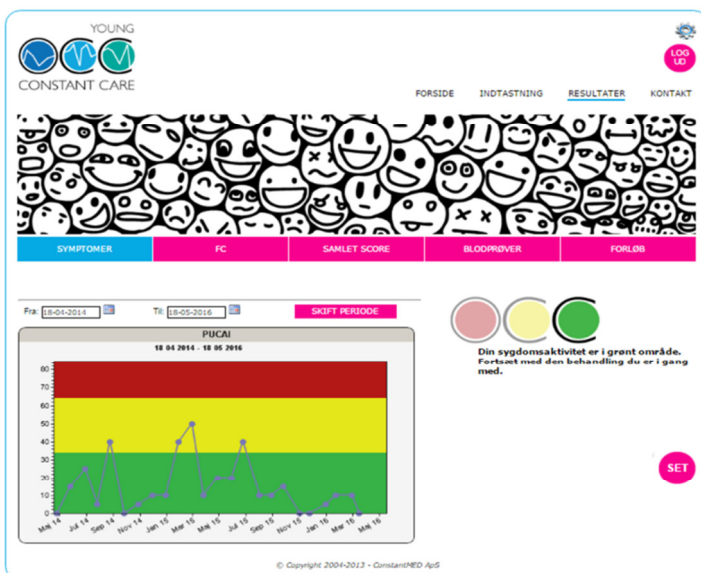 YOUNG
CONSTANT CARE
LOG
UD
FORSIDE INDTASTNING RESULTATER KONTAKT
SYMPTOMER FC SAMLET SCORE BLODPRØVER FORLØB
Fra: 18-04-2014 Til: 18-05-2016 SKIFT PERIODE
PUCAI
18 04 2014 - 18 05 2016
80
70
60
50
40
30
20
10
0
Maj 14 Jul 14 Sep 14 Nov 14 Jan 15 Mar 15 Maj 15 Jul 15 Sep 15 Nov 15 Jan 16 Mar 16 Maj 16
Din sygdomsaktivitet er i grønt område.
Fortsæt med den behandling du er i gang
med.
SET
© Copyright 2004-2013 - ConstantMED ApS